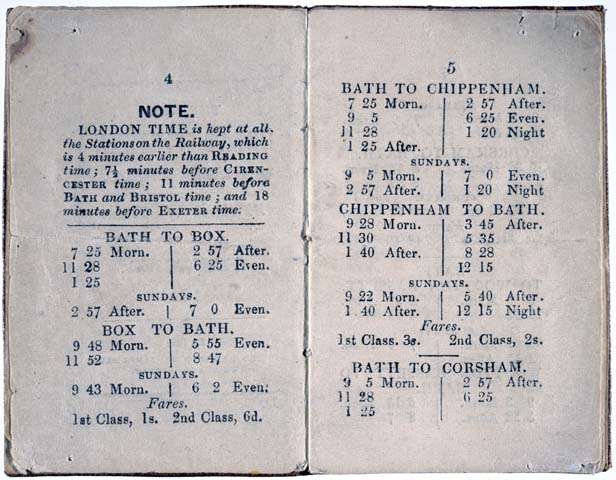 4
NOTE.
LONDON TIME is kept at all
the Stations on the Railway, which
is 4 minutes earlier than READING
time; 7½ minutes before CIREN-
CESTER time; 11 minutes before
BATH and BRISTOL time; and 18
minutes before EXETER time.
BATH TO BOX.
7 25 Morn. | 2 57 After.
11 28 | 6 25 Even.
1 25
SUNDAYS.
2 57 After. | 7 0 Even.
BOX TO BATH.
9 48 Morn. | 5 55 Even.
11 52 | 8 47
SUNDAYS.
9 43 Morn. | 6 2 Even.
Fares.
1st Class, 1s. 2nd Class, 6d.
5
BATH TO CHIPPENHAM.
7 25 Morn. | 2 57 After.
9 5 | 6 25 Even.
11 28 | 1 20 Night
1 25 After.
SUNDAYS.
9 5 Morn. | 7 0 Even.
2 57 After. | 1 20 Night
CHIPPENHAM TO BATH.
9 28 Morn. | 3 45 After.
11 30 | 5 35
1 40 After. | 8 28
12 15
SUNDAYS.
9 22 Morn. | 5 40 After.
1 40 After. | 12 15 Night
Fares.
1st Class. 3s. 2nd Class, 2s.
BATH TO CORSHAM.
9 5 Morn. | 2 57 After.
11 28 | 6 25
1 25